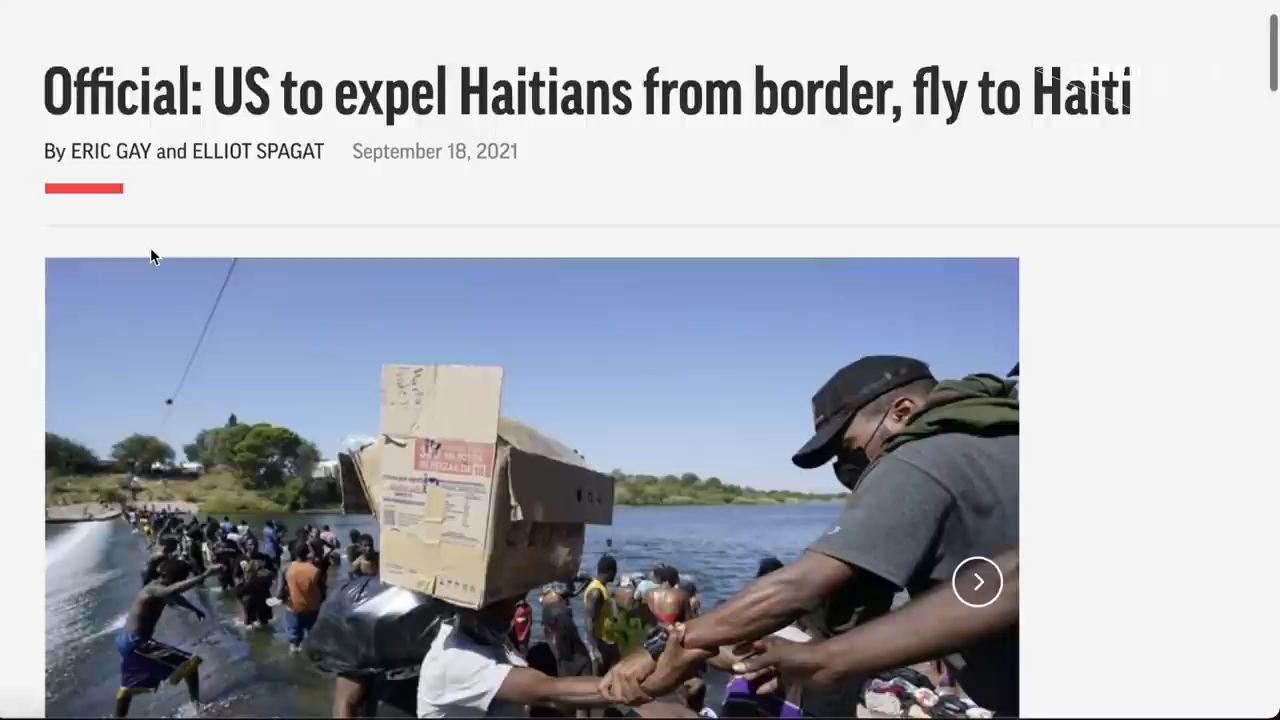 Official: US to expel Haitians from border, fly to Haiti
By ERIC GAY and ELLIOT SPAGAT September 18, 2021